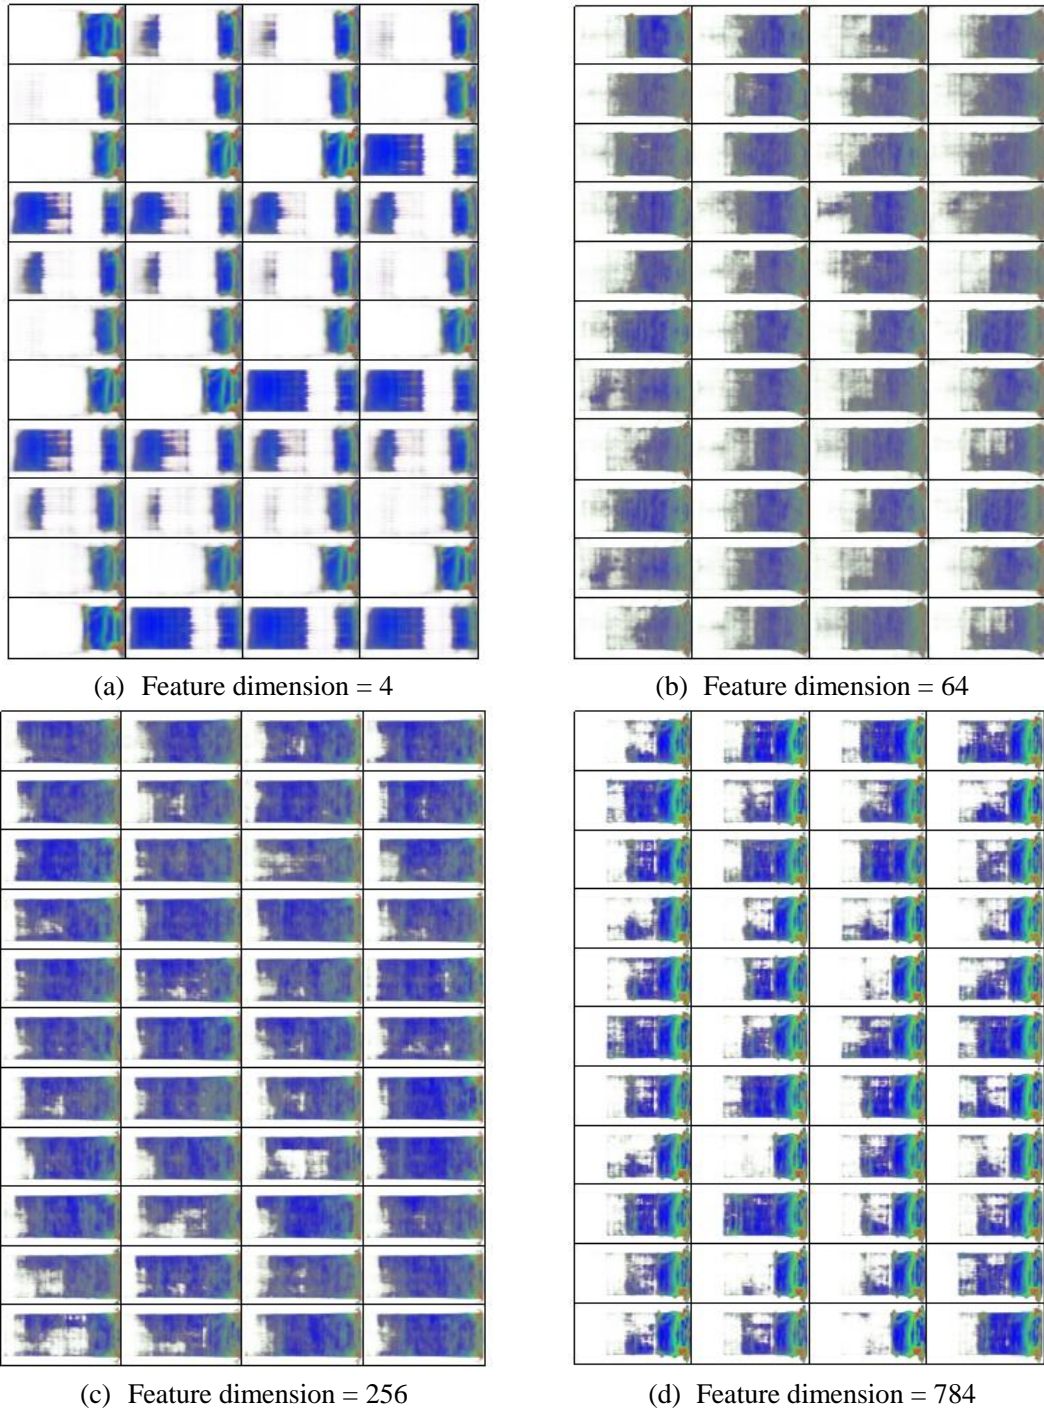 (a) Feature dimension = 4
(b) Feature dimension = 64
(c) Feature dimension = 256
(d) Feature dimension = 784